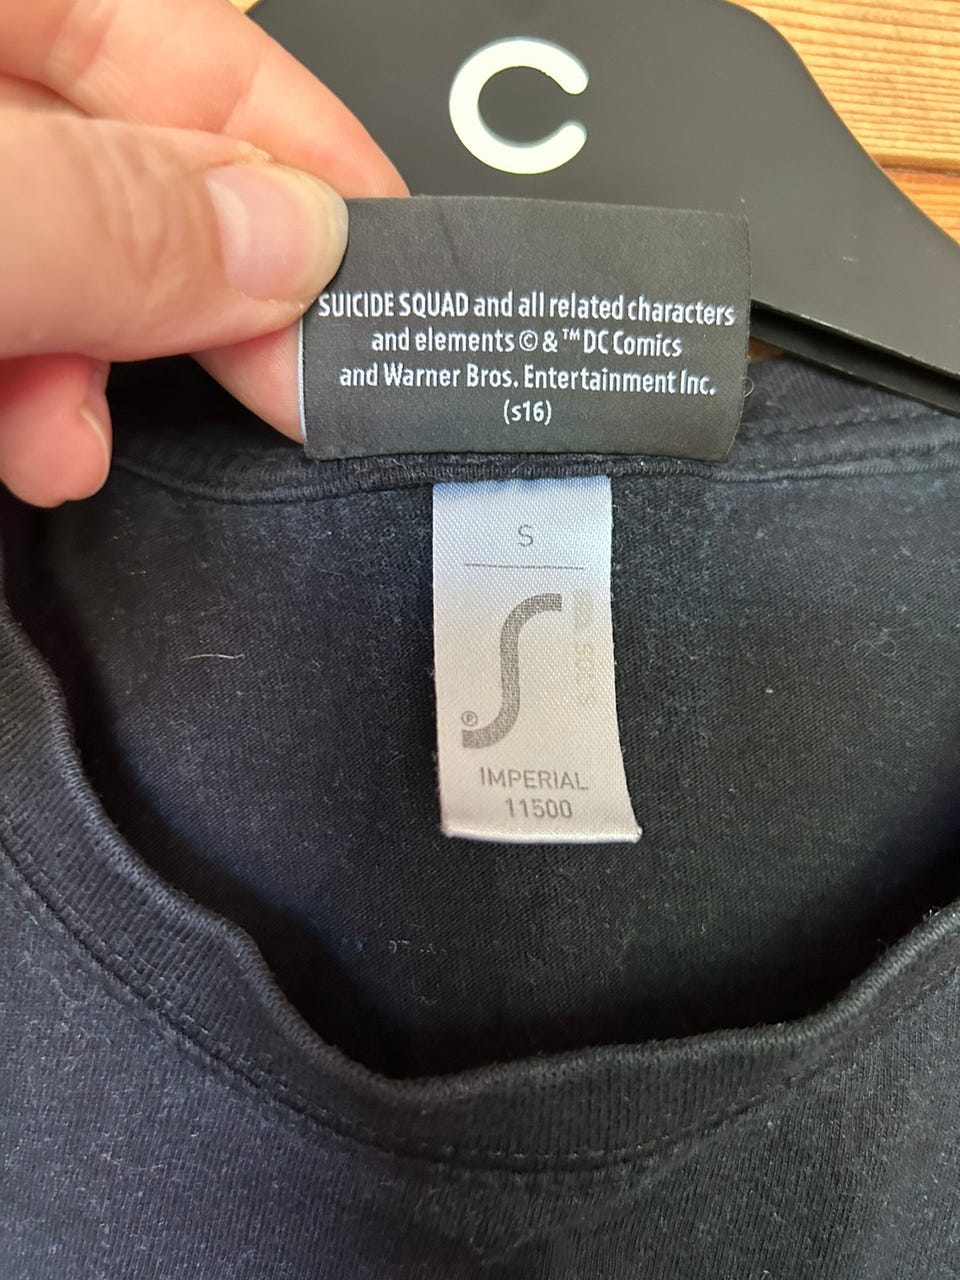 C
SUICIDE SQUAD and all related characters
and elements © & ™ DC Comics
and Warner Bros. Entertainment Inc.
(s16)
S
®
IMPERIAL
11500